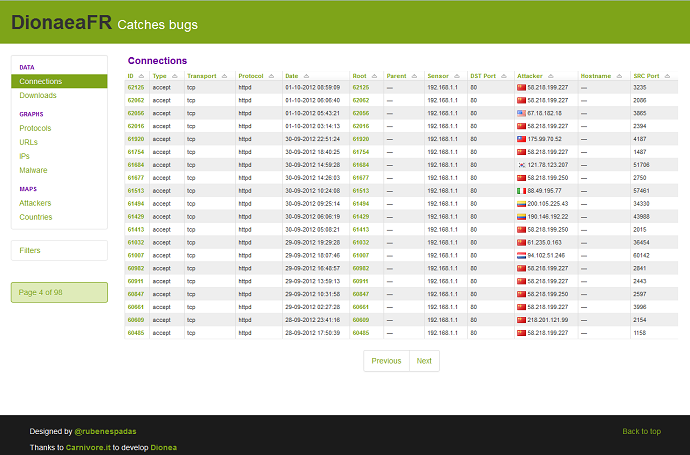 DionaeaFR Catches bugs
DATA
Connections
Downloads
GRAPHS
Protocols
URLs
IPs
Malware
MAPS
Attackers
Countries
Filters
Page 4 of 98
Connections
ID Type Transport Protocol Date Root Parent Sensor DST Port Attacker Hostname SRC Port
62125 accept tcp httpd 01-10-2012 08:59:09 62125 — 192.168.1.1 80 58.218.199.227 — 3235
62062 accept tcp httpd 01-10-2012 06:06:40 62062 — 192.168.1.1 80 58.218.199.227 — 2086
62056 accept tcp httpd 01-10-2012 05:43:21 62056 — 192.168.1.1 80 67.18.182.18 — 3865
62016 accept tcp httpd 01-10-2012 03:14:13 62016 — 192.168.1.1 80 58.218.199.227 — 2394
61920 accept tcp httpd 30-09-2012 22:51:24 61920 — 192.168.1.1 80 175.99.70.52 — 4187
61754 accept tcp httpd 30-09-2012 18:40:25 61754 — 192.168.1.1 80 58.218.199.227 — 1487
61684 accept tcp httpd 30-09-2012 14:59:28 61684 — 192.168.1.1 80 121.78.123.207 — 51706
61677 accept tcp httpd 30-09-2012 14:26:03 61677 — 192.168.1.1 80 58.218.199.250 — 2750
61513 accept tcp httpd 30-09-2012 10:24:08 61513 — 192.168.1.1 80 88.49.195.77 — 57461
61494 accept tcp httpd 30-09-2012 09:25:14 61494 — 192.168.1.1 80 200.105.225.43 — 34330
61429 accept tcp httpd 30-09-2012 06:06:19 61429 — 192.168.1.1 80 190.146.192.22 — 43988
61413 accept tcp httpd 30-09-2012 05:08:21 61413 — 192.168.1.1 80 58.218.199.250 — 2015
61032 accept tcp httpd 29-09-2012 19:29:28 61032 — 192.168.1.1 80 61.235.0.163 — 36454
61007 accept tcp httpd 29-09-2012 18:07:46 61007 — 192.168.1.1 80 94.102.51.246 — 60142
60982 accept tcp httpd 29-09-2012 16:48:57 60982 — 192.168.1.1 80 58.218.199.227 — 2841
60911 accept tcp httpd 29-09-2012 13:59:13 60911 — 192.168.1.1 80 58.218.199.227 — 2443
60847 accept tcp httpd 29-09-2012 10:31:58 60847 — 192.168.1.1 80 58.218.199.250 — 2597
60661 accept tcp httpd 29-09-2012 02:27:28 60661 — 192.168.1.1 80 58.218.199.227 — 3996
60609 accept tcp httpd 28-09-2012 23:41:16 60609 — 192.168.1.1 80 218.201.121.99 — 2154
60485 accept tcp httpd 28-09-2012 17:50:39 60485 — 192.168.1.1 80 58.218.199.227 — 1158
Previous Next
Designed by @rubenespadas
Back to top
Thanks to Carnivore.it to develop Dionea